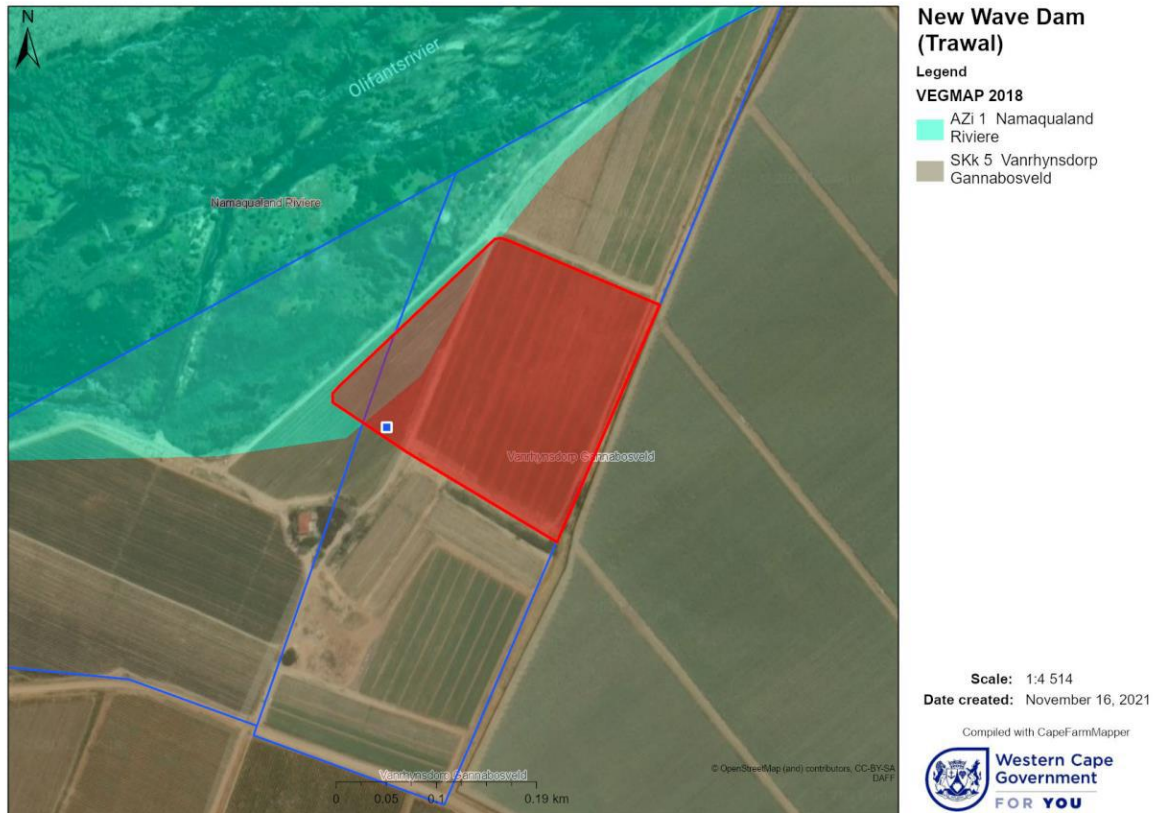 N
Olifantsrivier
Namaqualand Riviere
Vanrhynsdorp Gannabosveld
Vanrhynsdorp Gannabosveld
0 0.05 0.1 0.19 km
© OpenStreetMap (and) contributors, CC-BY-SA
DAFF
New Wave Dam
(Trawal)
Legend
VEGMAP 2018
AZi 1 Namaqualand
Riviere
SKk 5 Vanrhynsdorp
Gannabosveld
Scale: 1:4 514
Date created: November 16, 2021
Compiled with CapeFarmMapper
Western Cape
Government
FOR YOU